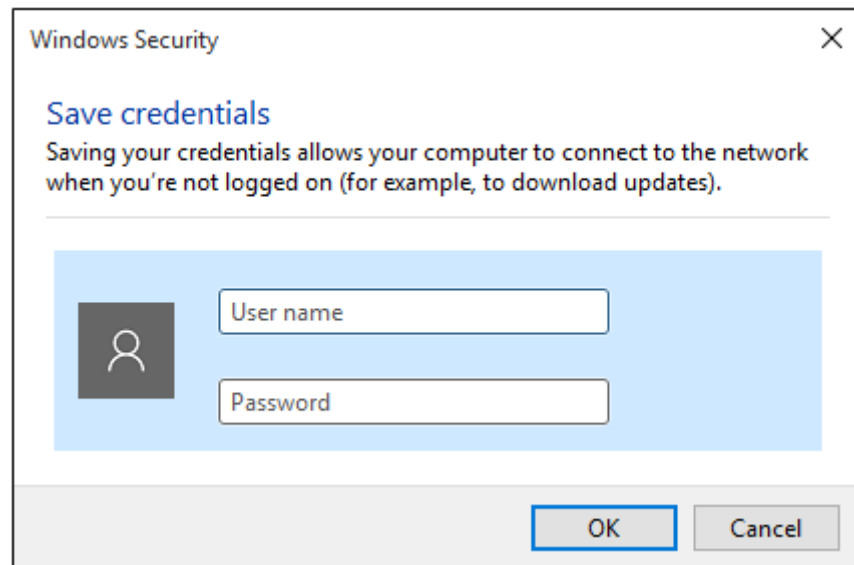 Windows Security
Save credentials
Saving your credentials allows your computer to connect to the network
when you're not logged on (for example, to download updates).
User name
Password
OK
Cancel